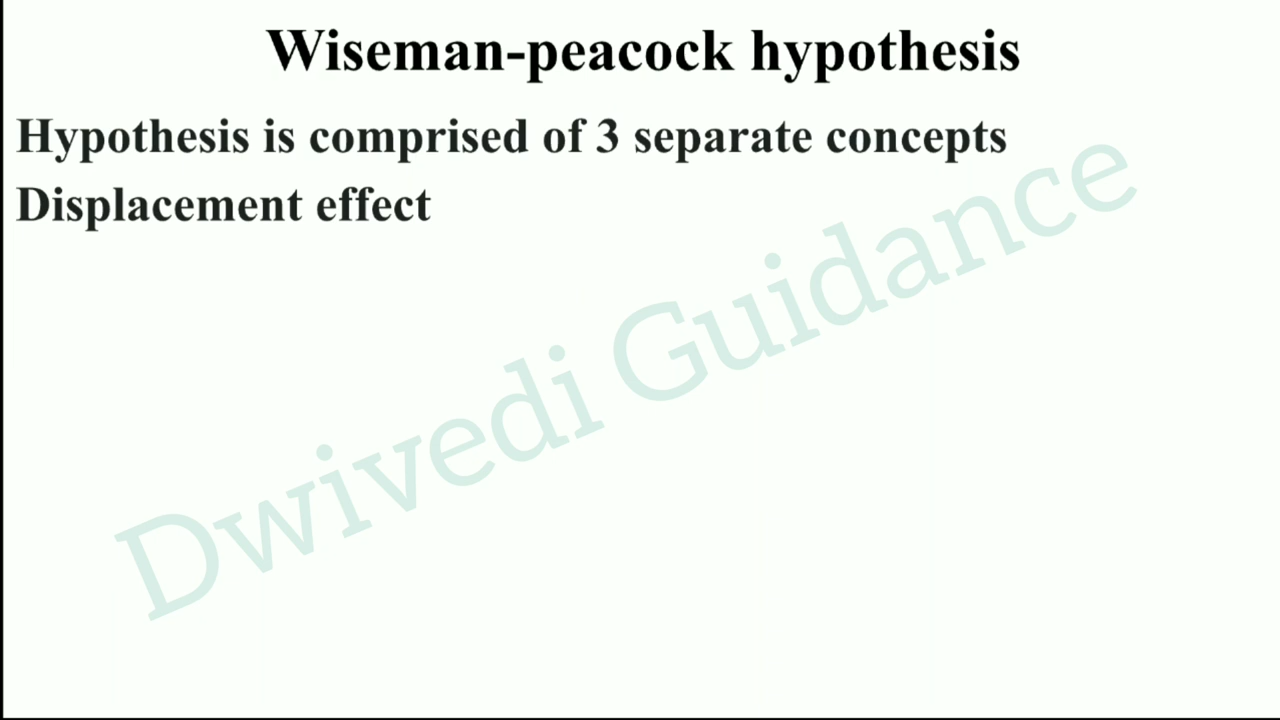 Wiseman-peacock hypothesis
Hypothesis is comprised of 3 separate concepts
Displacement effect
Dwivedi Guidance